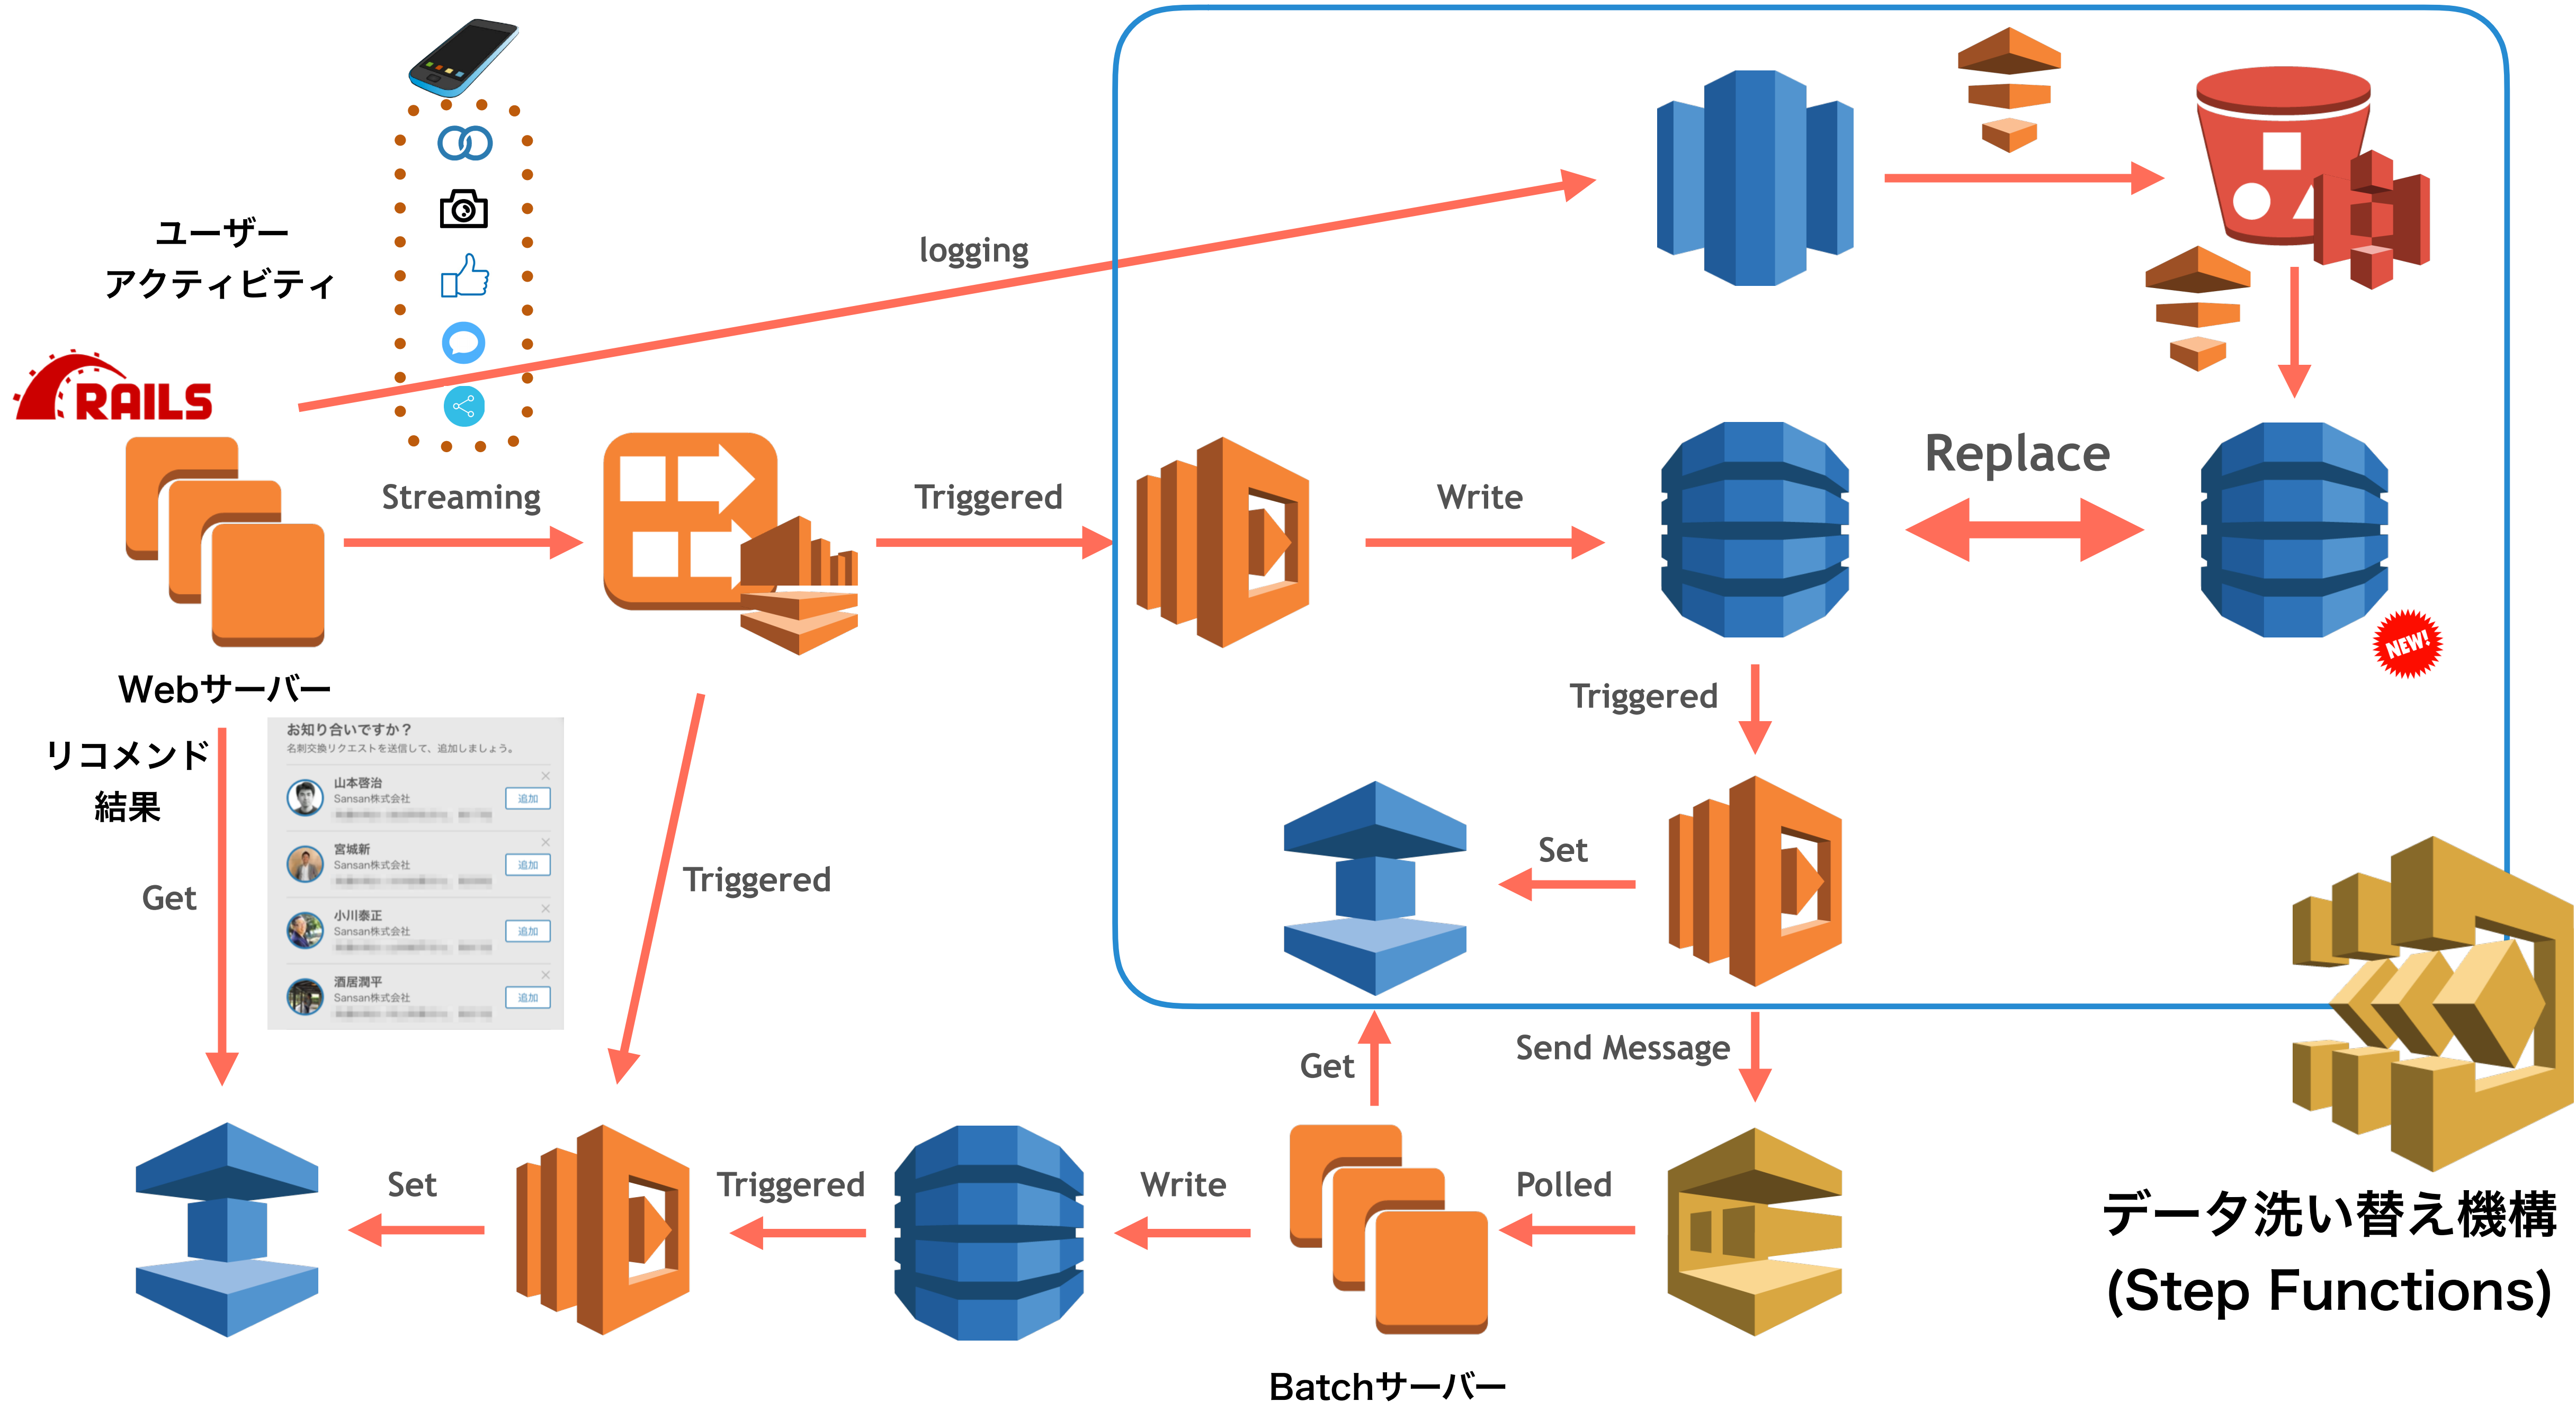 ユーザー
アクティビティ
RAILS
logging
Streaming
Triggered
Write
Replace
NEW!
Webサーバー
リコメンド
結果
Get
お知り合いですか？
名刺交換リクエストを送信して、追加しましょう。
山本啓治
Sansan株式会社
追加
宮城新
Sansan株式会社
追加
小川泰正
Sansan株式会社
追加
酒居潤平
Sansan株式会社
追加
Triggered
Triggered
Set
Get
Send Message
Set
Triggered
Write
Polled
Batchサーバー
データ洗い替え機構
(Step Functions)